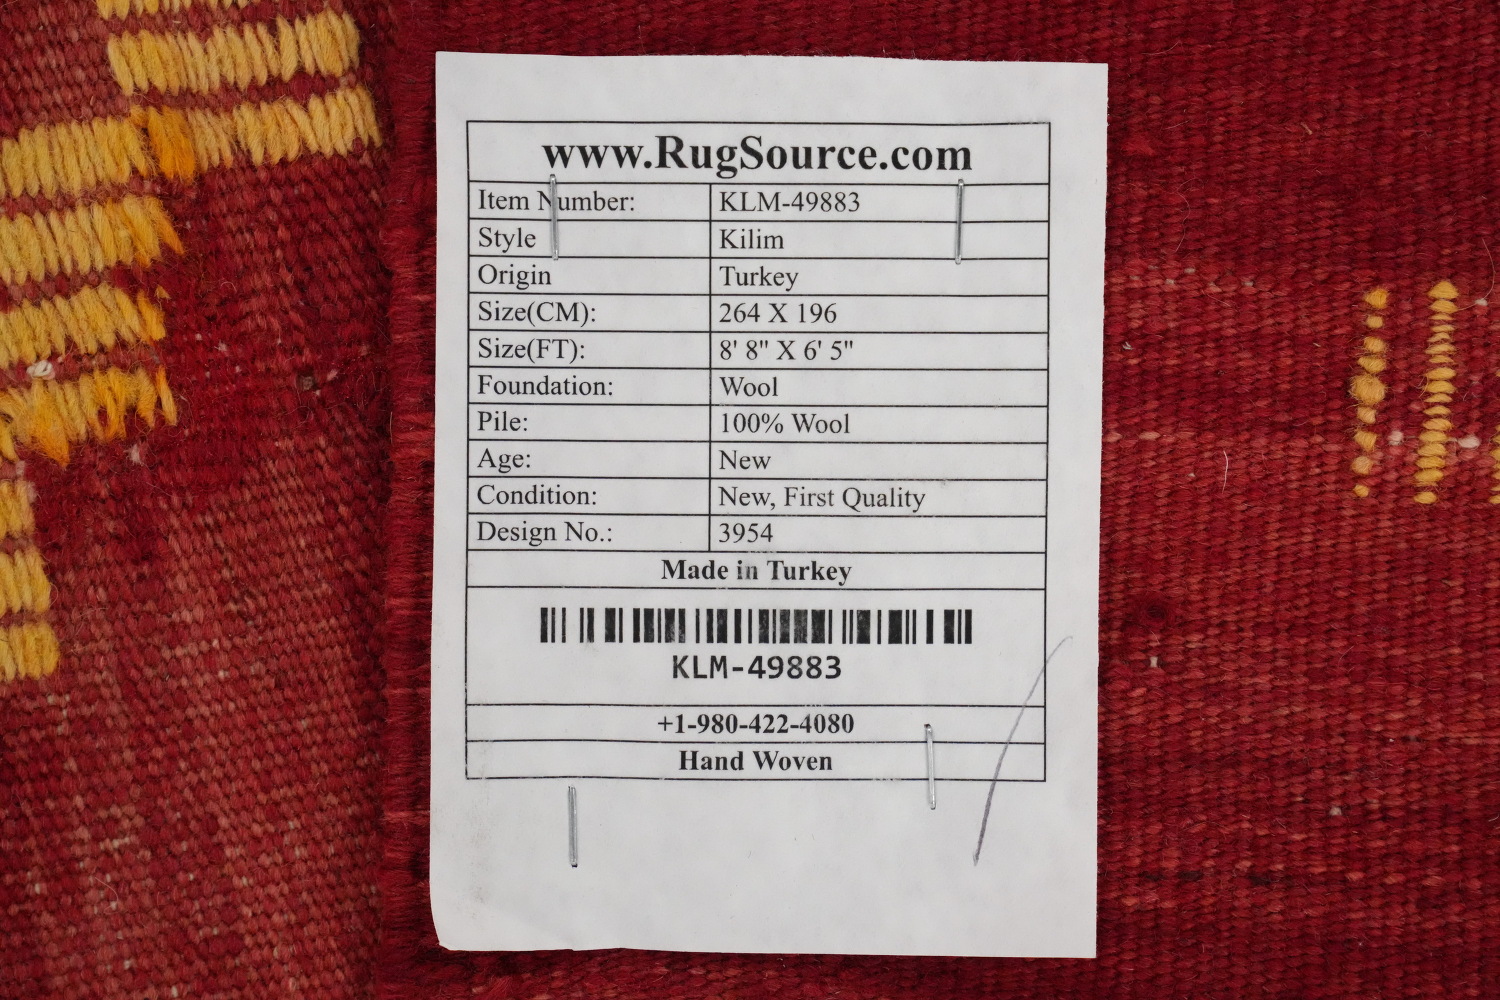 www.RugSource.com
Item Number: KLM-49883
Style Kilim
Origin Turkey
Size(CM): 264 X 196
Size(FT): 8' 8" X 6' 5"
Foundation: Wool
Pile: 100% Wool
Age: New
Condition: New, First Quality
Design No.: 3954
Made in Turkey
KLM-49883
+1-980-422-4080
Hand Woven